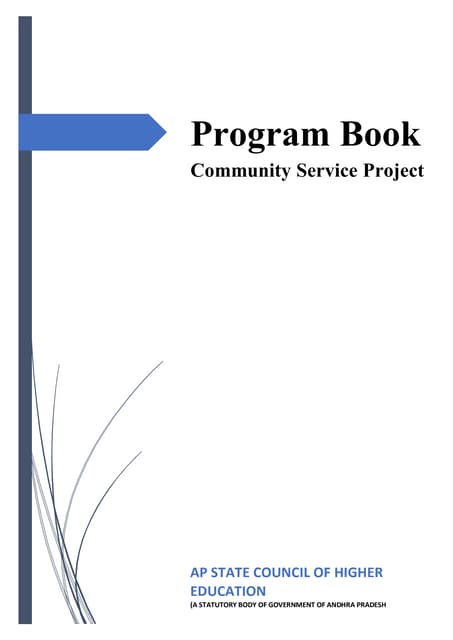 Program Book
Community Service Project
AP STATE COUNCIL OF HIGHER
EDUCATION
(A STATUTORY BODY OF GOVERNMENT OF ANDHRA PRADESH